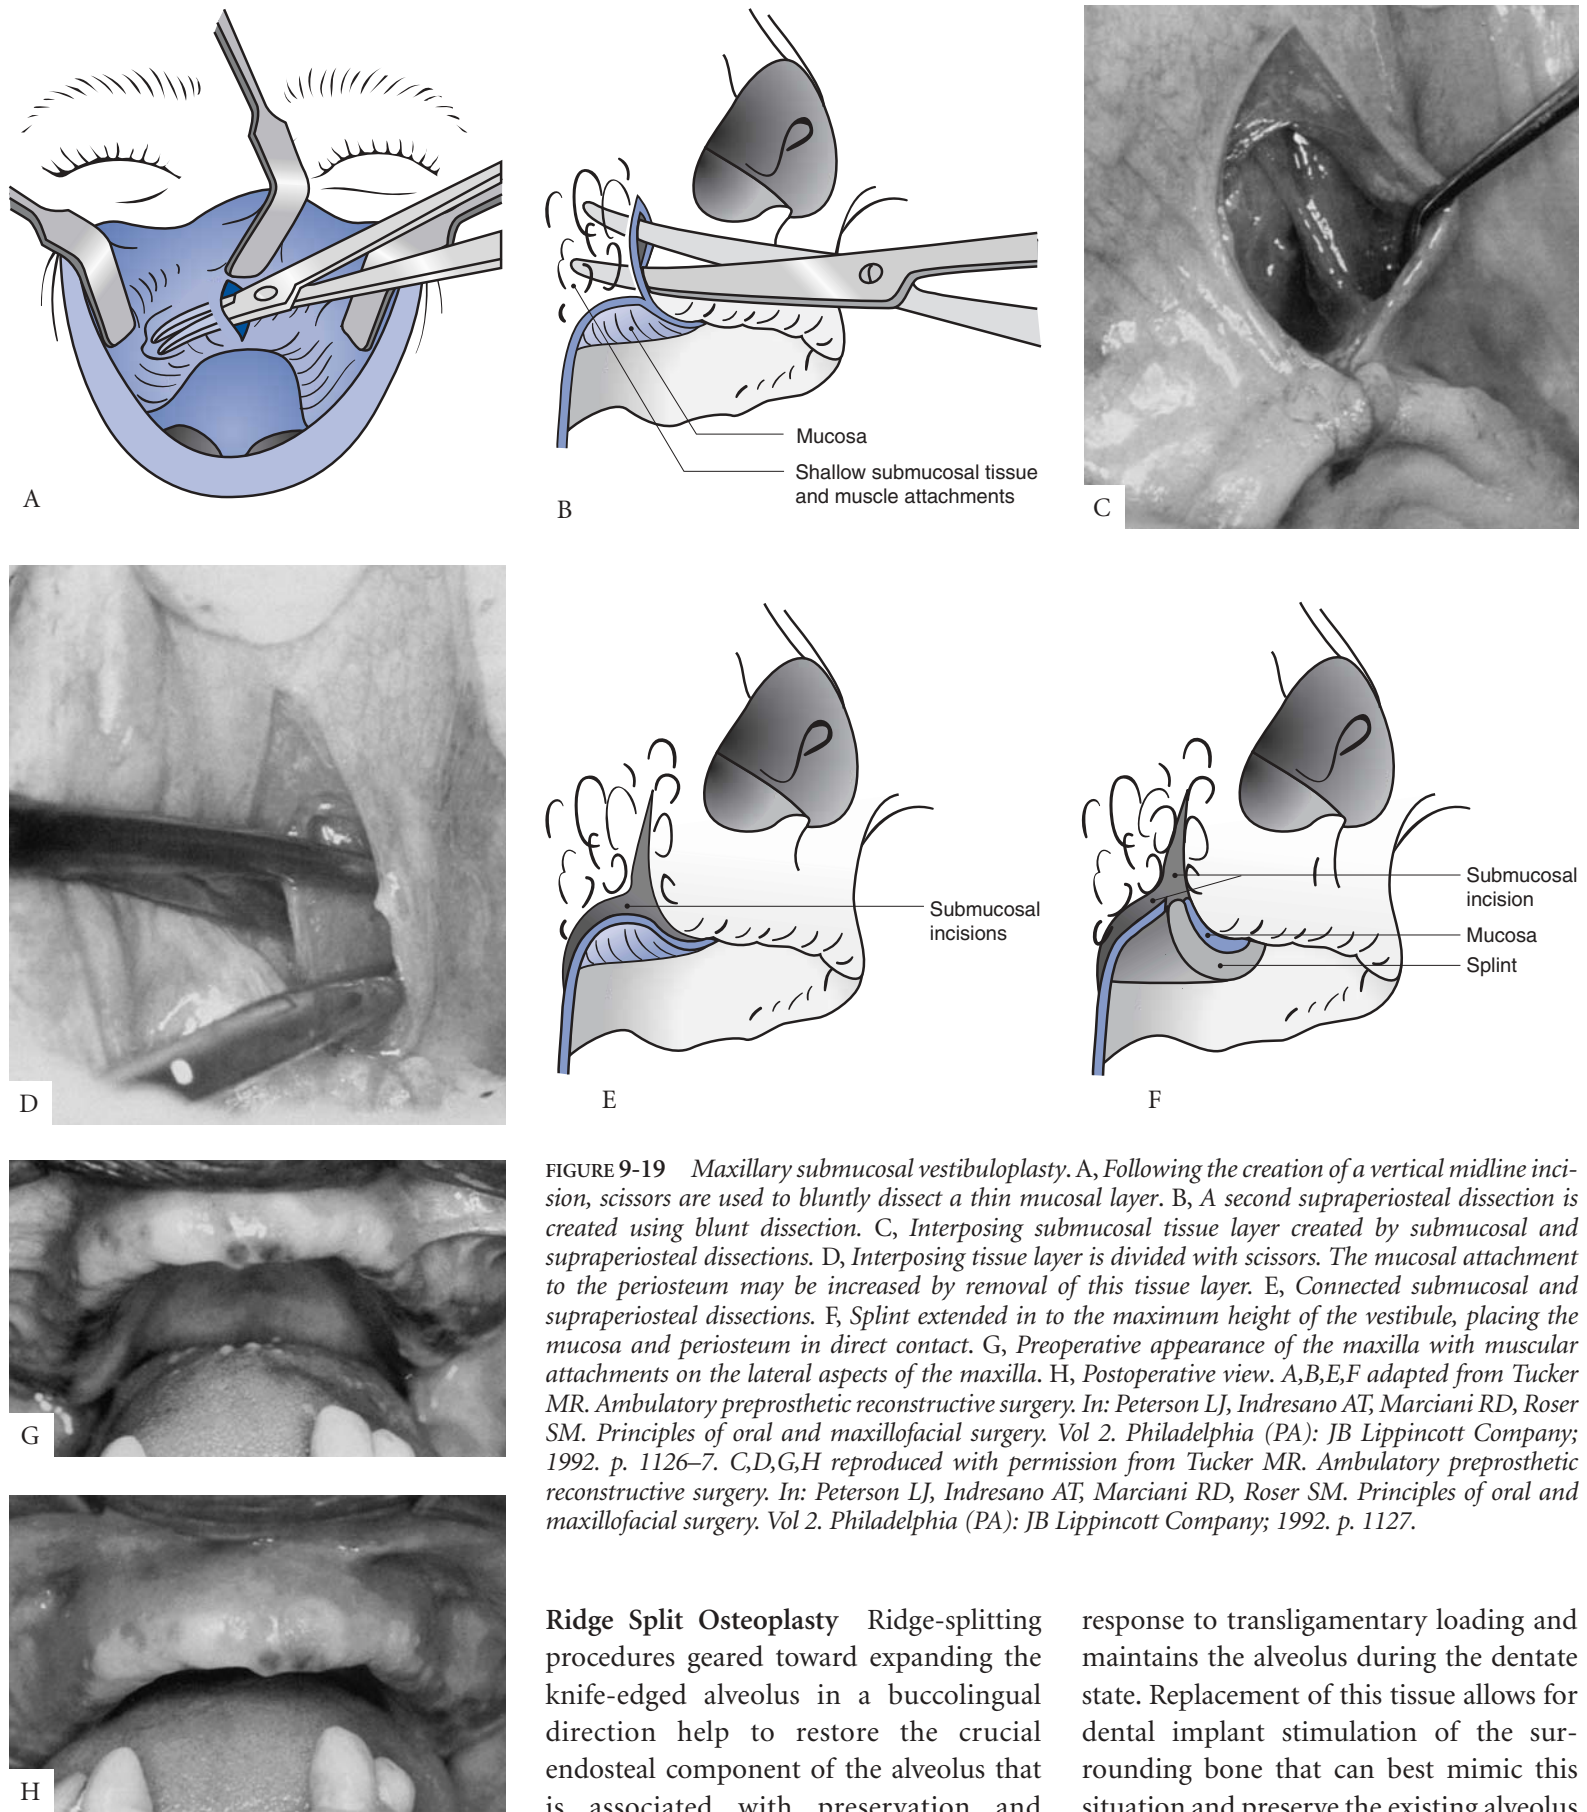 A
Mucosa
Shallow submucosal tissue
and muscle attachments
B
C
D
Submucosal
incisions
E
Submucosal
incision
Mucosa
Splint
F
G
H
FIGURE 9-19 Maxillary submucosal vestibuloplasty. A, Following the creation of a vertical midline inci-
sion, scissors are used to bluntly dissect a thin mucosal layer. B, A second supraperiosteal dissection is
created using blunt dissection. C, Interposing submucosal tissue layer created by submucosal and
supraperiosteal dissections. D, Interposing tissue layer is divided with scissors. The mucosal attachment
to the periosteum may be increased by removal of this tissue layer. E, Connected submucosal and
supraperiosteal dissections. F, Splint extended in to the maximum height of the vestibule, placing the
mucosa and periosteum in direct contact. G, Preoperative appearance of the maxilla with muscular
attachments on the lateral aspects of the maxilla. H, Postoperative view. A,B,E,F adapted from Tucker
MR. Ambulatory preprosthetic reconstructive surgery. In: Peterson LJ, Indresano AT, Marciani RD, Roser
SM. Principles of oral and maxillofacial surgery. Vol 2. Philadelphia (PA): JB Lippincott Company;
1992. p. 1126–7. C,D,G,H reproduced with permission from Tucker MR. Ambulatory preprosthetic
reconstructive surgery. In: Peterson LJ, Indresano AT, Marciani RD, Roser SM. Principles of oral and
maxillofacial surgery. Vol 2. Philadelphia (PA): JB Lippincott Company; 1992. p. 1127.
Ridge Split Osteoplasty Ridge-splitting
procedures geared toward expanding the
knife-edged alveolus in a buccolingual
direction help to restore the crucial
endosteal component of the alveolus that
is associated with preservation and
response to transligamentary loading and
maintains the alveolus during the dentate
state. Replacement of this tissue allows for
dental implant stimulation of the sur-
rounding bone that can best mimic this
situation and preserve the existing alveolus